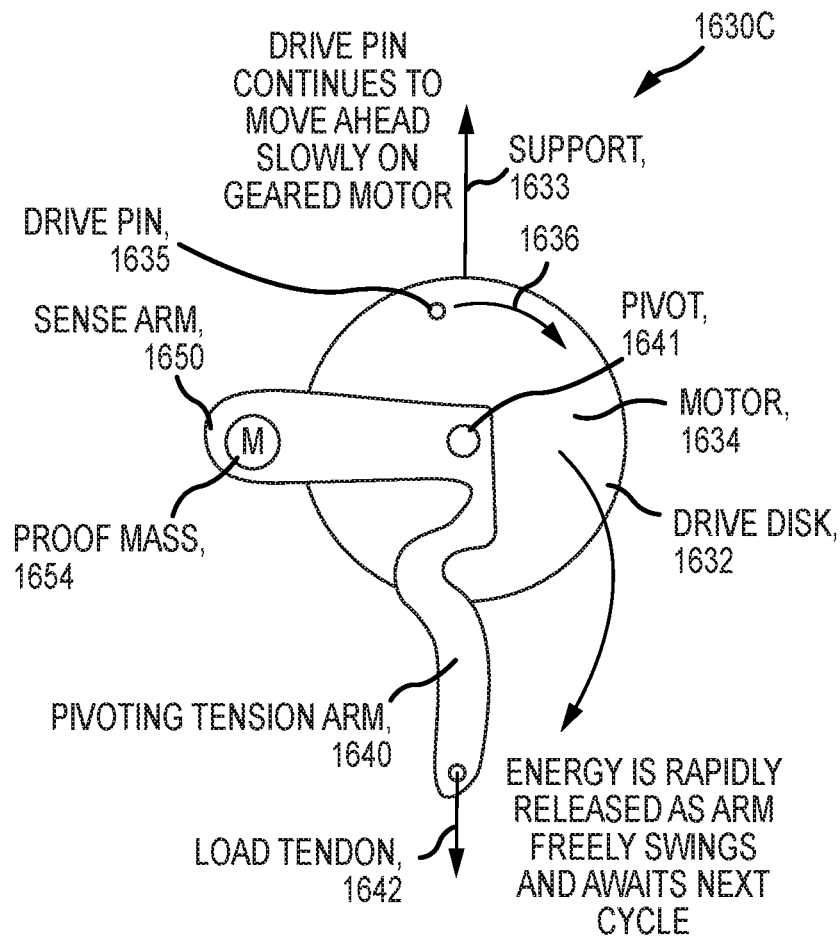 1630C
DRIVE PIN
CONTINUES TO
MOVE AHEAD
SLOWLY ON
GEARED MOTOR
SUPPORT,
1633
DRIVE PIN,
1635
1636
SENSE ARM,
1650
PIVOT,
1641
MOTOR,
1634
M
DRIVE DISK,
1632
PROOF MASS,
1654
PIVOTING TENSION ARM,
1640
LOAD TENDON,
1642
ENERGY IS RAPIDLY
RELEASED AS ARM
FREELY SWINGS
AND AWAITS NEXT
CYCLE